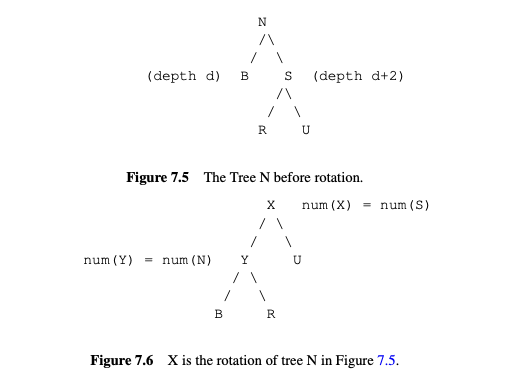 N
/\
/ \
(depth d) B S (depth d+2)
/\
/ \
R U
Figure 7.5 The Tree N before rotation.
X num(X) = num(S)
/ \
/ \
num(Y) = num(N) Y U
/ \
/ \
B R
Figure 7.6 X is the rotation of tree N in Figure 7.5.